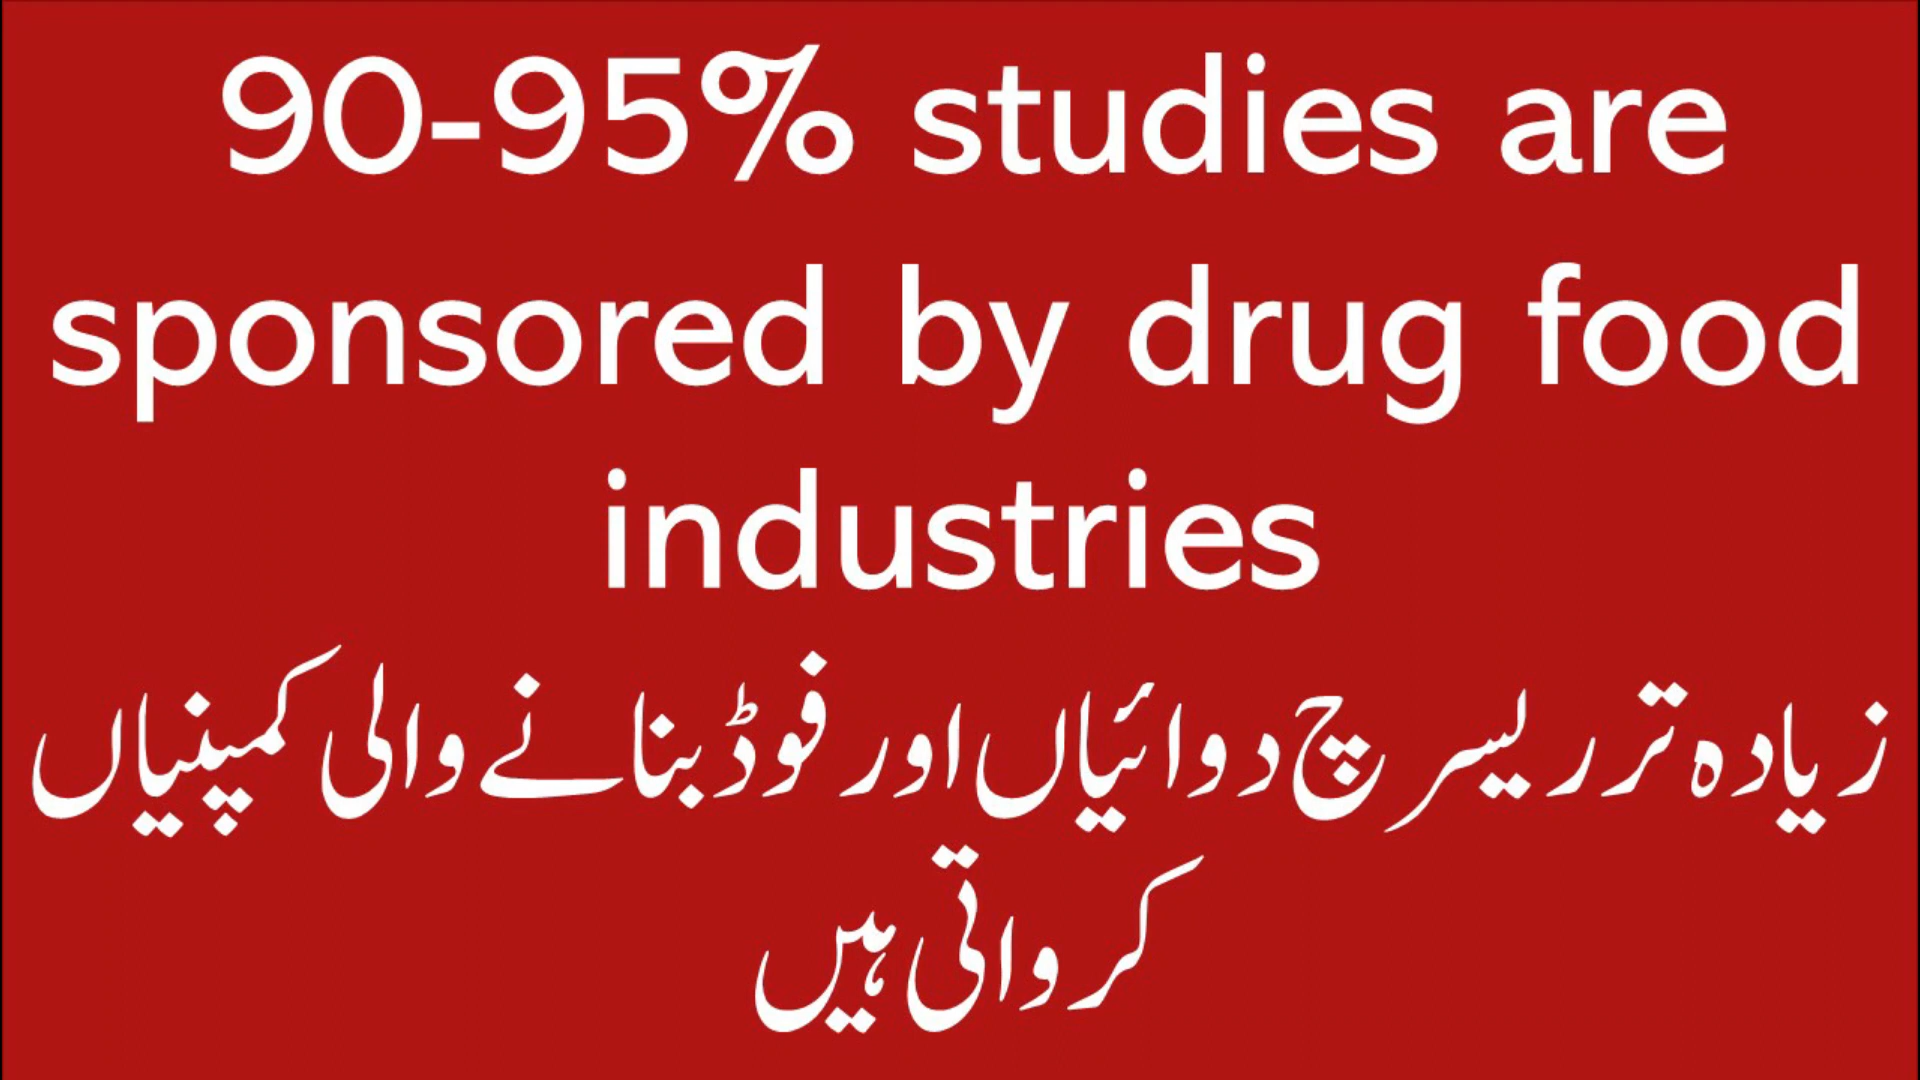 90-95% studies are
sponsored by drug food
industries
زیادہ تر ریسرچ دوائیاں اور فوڈ بنانے والی کمپنیاں
کرواتی ہیں